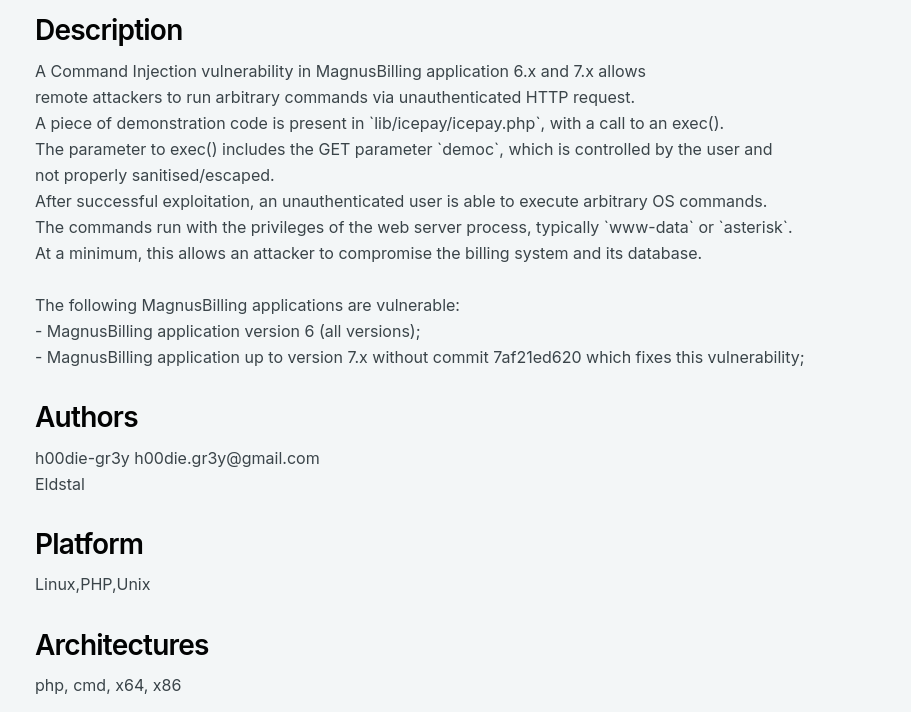 Description
A Command Injection vulnerability in MagnusBilling application 6.x and 7.x allows
remote attackers to run arbitrary commands via unauthenticated HTTP request.
A piece of demonstration code is present in `lib/icepay/icepay.php`, with a call to an exec().
The parameter to exec() includes the GET parameter `democ`, which is controlled by the user and
not properly sanitised/escaped.
After successful exploitation, an unauthenticated user is able to execute arbitrary OS commands.
The commands run with the privileges of the web server process, typically `www-data` or `asterisk`.
At a minimum, this allows an attacker to compromise the billing system and its database.
The following MagnusBilling applications are vulnerable:
- MagnusBilling application version 6 (all versions);
- MagnusBilling application up to version 7.x without commit 7af21ed620 which fixes this vulnerability;
Authors
h00die-gr3y h00die.gr3y@gmail.com
Eldstal
Platform
Linux,PHP,Unix
Architectures
php, cmd, x64, x86